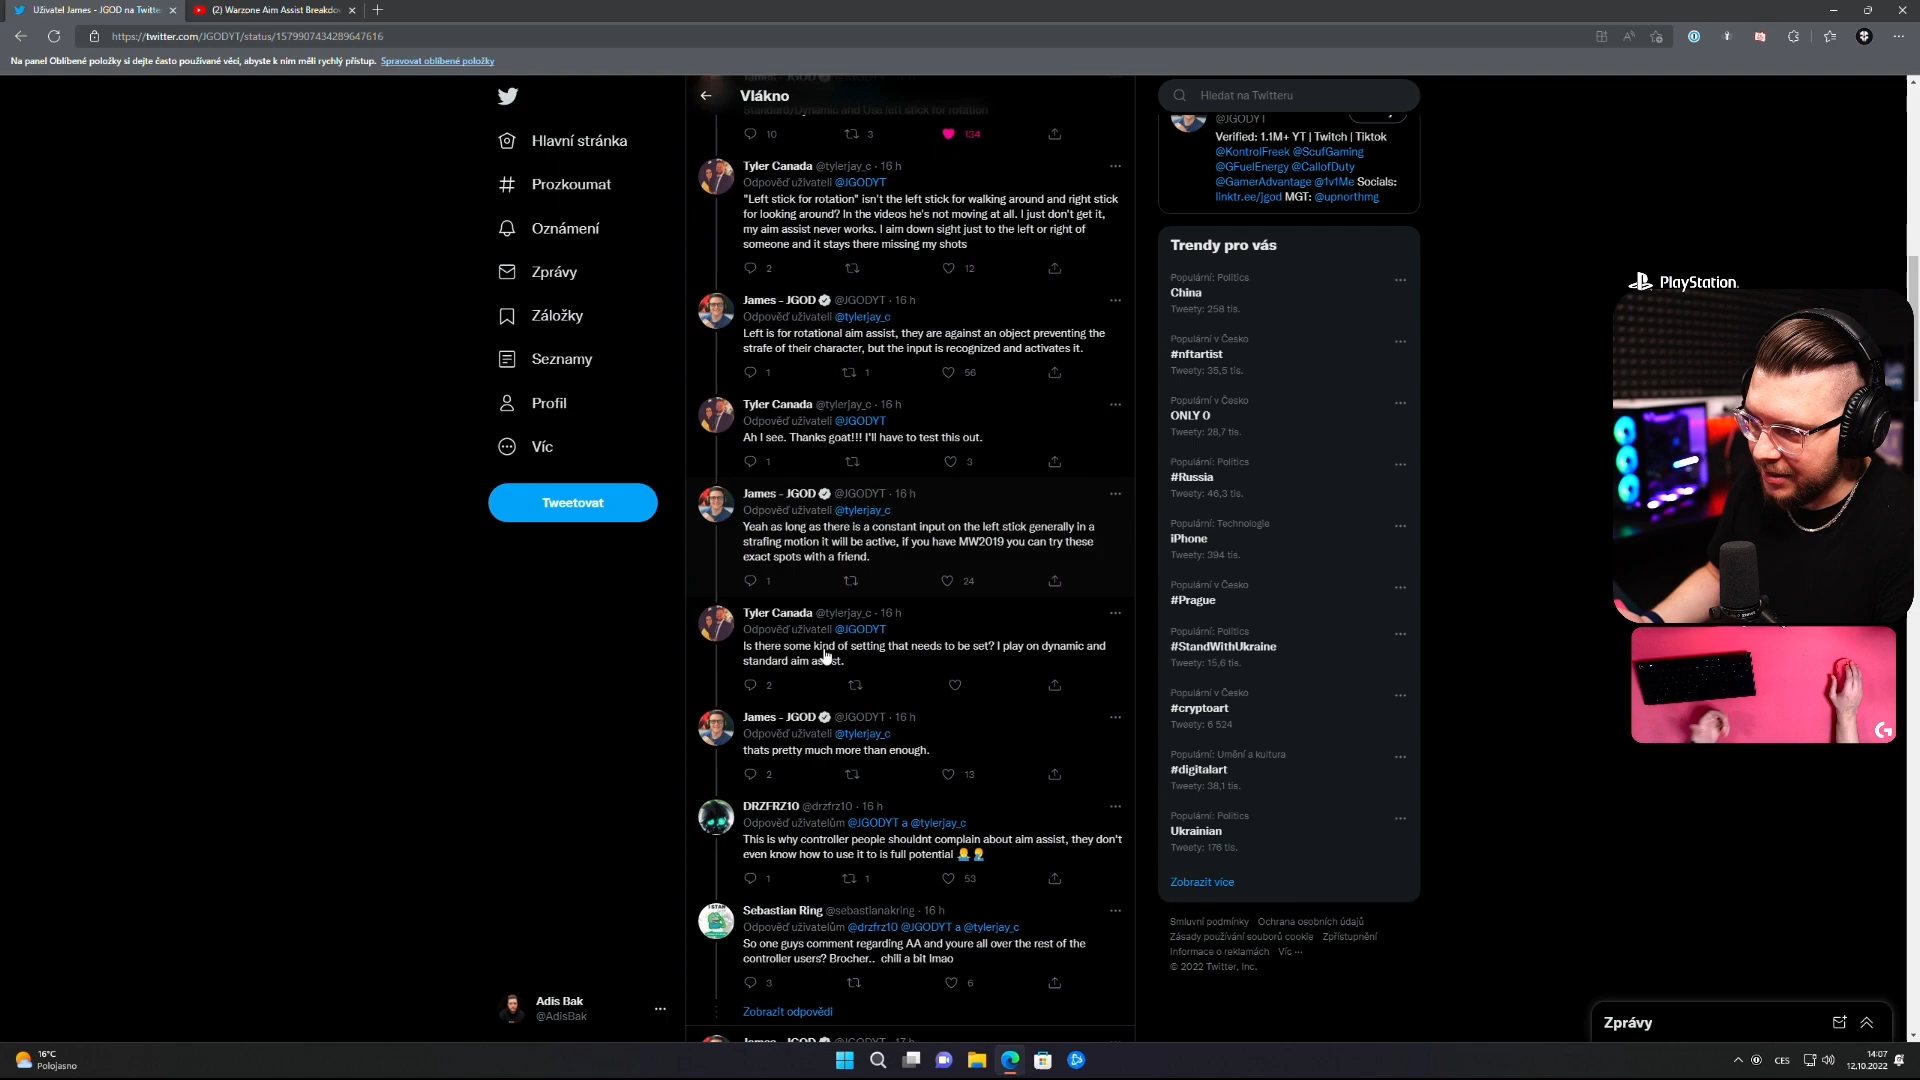 Uživatel James - JGOD na Twitte
(2) Warzone Aim Assist Breakdo
https://twitter.com/JGODYT/status/1579907434289647616
Na panel Oblíbené položky si dejte často používané věci, abyste k nim měli rychlý přístup. Spravovat oblíbené položky
Hlavní stránka
Prozkoumat
Oznámení
Zprávy
Záložky
Seznamy
Profil
Víc
Tweetovat
Adis Bak
@AdisBak
Vlákno
Standard/Dynamic and Use left stick for rotation
10 3 134
Tyler Canada @tylerjay_c · 16 h
Odpověď uživateli @JGODYT
"Left stick for rotation" isn't the left stick for walking around and right stick
for looking around? In the videos he's not moving at all. I just don't get it,
my aim assist never works. I aim down sight just to the left or right of
someone and it stays there missing my shots
2 12
James - JGOD @JGODYT · 16 h
Odpověď uživateli @tylerjay_c
Left is for rotational aim assist, they are against an object preventing the
strafe of their character, but the input is recognized and activates it.
1 1 56
Tyler Canada @tylerjay_c · 16 h
Odpověď uživateli @JGODYT
Ah I see. Thanks goat!!! I'll have to test this out.
1 3
James - JGOD @JGODYT · 16 h
Odpověď uživateli @tylerjay_c
Yeah as long as there is a constant input on the left stick generally in a
strafing motion it will be active, if you have MW2019 you can try these
exact spots with a friend.
1 24
Tyler Canada @tylerjay_c · 16 h
Odpověď uživateli @JGODYT
Is there some kind of setting that needs to be set? I play on dynamic and
standard aim assist.
2
James - JGOD @JGODYT · 16 h
Odpověď uživateli @tylerjay_c
thats pretty much more than enough.
2 13
DRZFRZ10 @drzfrz10 · 16 h
Odpověď uživatelům @JGODYT a @tylerjay_c
This is why controller people shouldnt complain about aim assist, they don't
even know how to use it to is full potential
1 1 53
Sebastian Ring @sebastianakring · 16 h
Odpověď uživatelům @drzfrz10 @JGODYT a @tylerjay_c
So one guys comment regarding AA and youre all over the rest of the
controller users? Brocher.. chill a bit lmao
3 6
Zobrazit odpovědi
James - JGOD @JGODYT · 17 h
Hledat na Twitteru
@JGODYT
Verified: 1.1M+ YT | Twitch | Tiktok
@KontrolFreek @ScufGaming
@GFuelEnergy @CallofDuty
@GamerAdvantage @1v1Me Socials:
linktr.ee/jgod MGT: @upnorthmg
Trendy pro vás
Populární: Politics
China
Tweety: 258 tis.
Populární v Česko
#nftartist
Tweety: 35,5 tis.
Populární v Česko
ONLY O
Tweety: 28,7 tis.
Populární: Politics
#Russia
Tweety: 46,3 tis.
Populární: Technologie
iPhone
Tweety: 394 tis.
Populární v Česko
#Prague
Populární: Politics
#StandWithUkraine
Tweety: 15,6 tis.
Populární v Česko
#cryptoart
Tweety: 6 524
Populární: Umění a kultura
#digitalart
Tweety: 38,1 tis.
Populární: Politics
Ukrainian
Tweety: 176 tis.
Zobrazit více
Smluvní podmínky Ochrana osobních údajů
Zásady používání souborů cookie Zpřístupnění
Informace o reklamách Víc ···
© 2022 Twitter, Inc.
PlayStation.
Zprávy
16°C
Polojasno
CES
14:07
12.10.2022